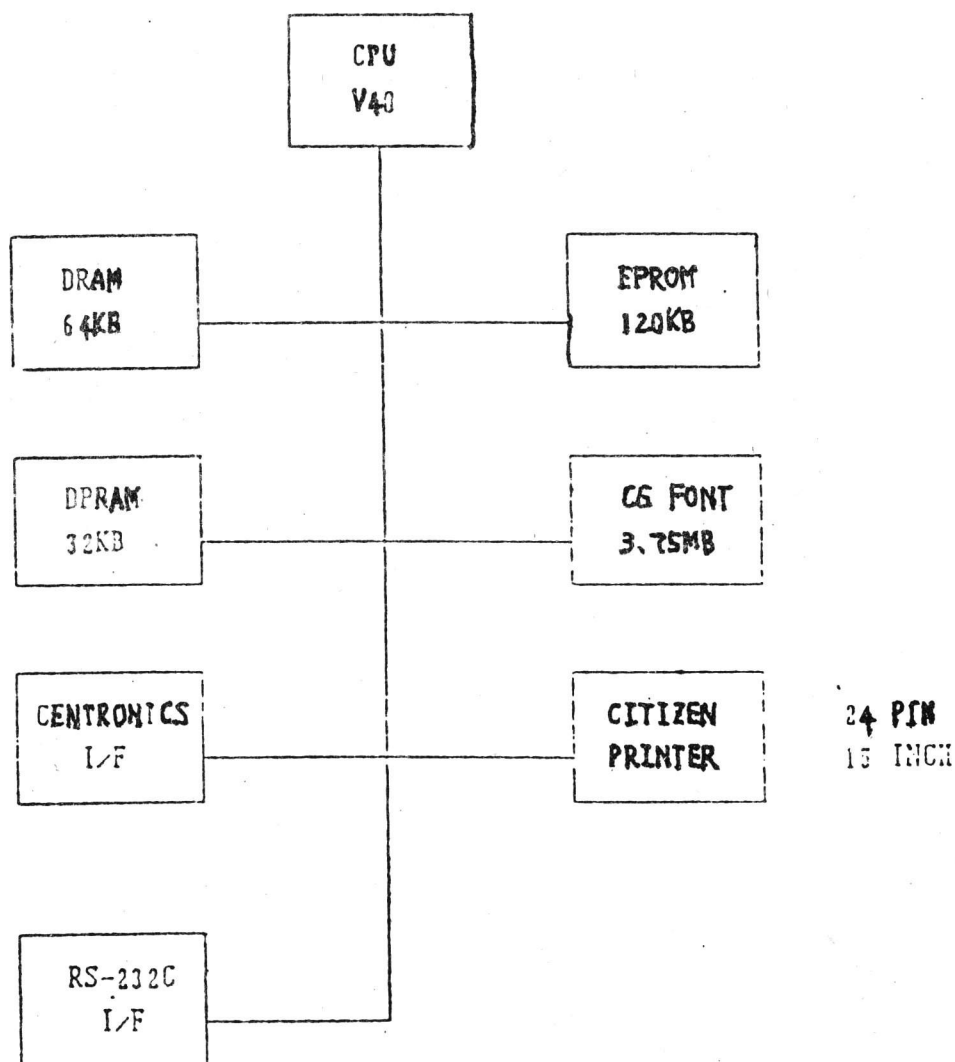 CPU
V40
DRAM
64KB
EPROM
120KB
DPRAM
32KB
CG FONT
3.75MB
CENTRONICS
I/F
CITIZEN
PRINTER
24 PIN
15 INCH
RS-232C
I/F